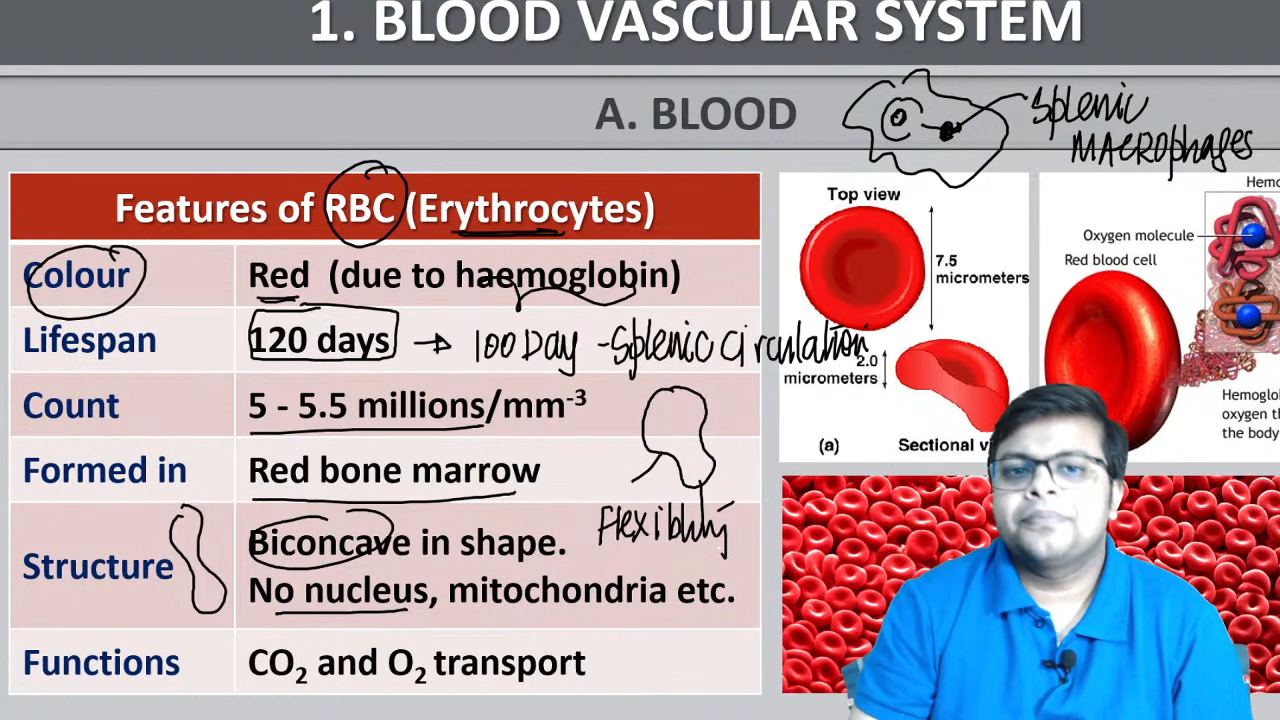 1. BLOOD VASCULAR SYSTEM
A. BLOOD
Splenic
MACROphages
Features of RBC (Erythrocytes)
Colour Red (due to haemoglobin)
Lifespan 120 days → 100 Day - Splenic Circulation
Count 5 - 5.5 millions/mm⁻³
Formed in Red bone marrow
Structure Biconcave in shape.
No nucleus, mitochondria etc.
Functions CO₂ and O₂ transport
Top view
7.5
micrometers
2.0
micrometers
(a) Sectional vi
Hemo
Oxygen molecule
Red blood cell
Hemoglo
oxygen th
the body